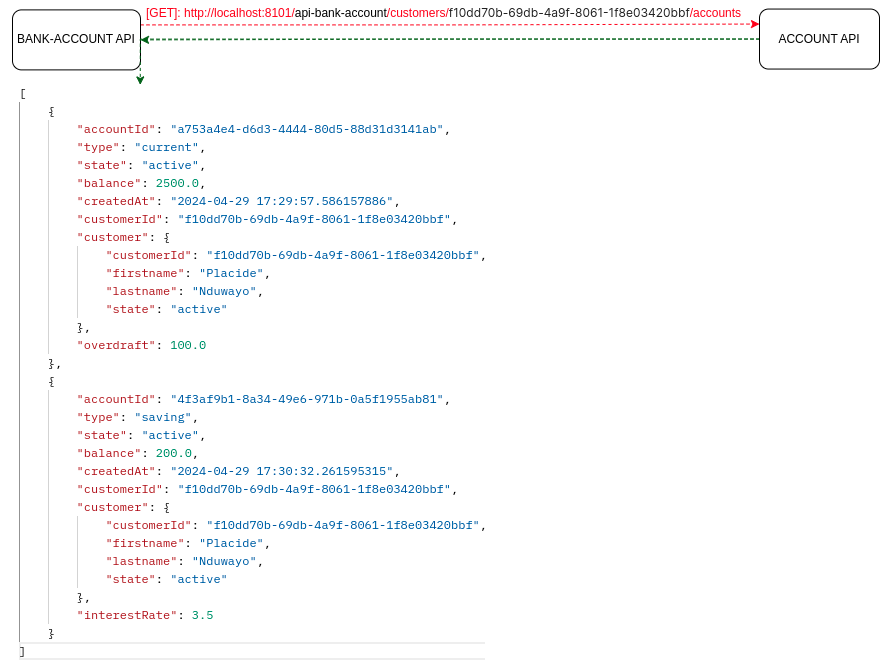 [GET]: http://localhost:8101/api-bank-account/customers/f10dd70b-69db-4a9f-8061-1f8e03420bbf/accounts
BANK-ACCOUNT API
ACCOUNT API
[
    {
        "accountId": "a753a4e4-d6d3-4444-80d5-88d31d3141ab",
        "type": "current",
        "state": "active",
        "balance": 2500.0,
        "createdAt": "2024-04-29 17:29:57.586157886",
        "customerId": "f10dd70b-69db-4a9f-8061-1f8e03420bbf",
        "customer": {
            "customerId": "f10dd70b-69db-4a9f-8061-1f8e03420bbf",
            "firstname": "Placide",
            "lastname": "Nduwayo",
            "state": "active"
        },
        "overdraft": 100.0
    },
    {
        "accountId": "4f3af9b1-8a34-49e6-971b-0a5f1955ab81",
        "type": "saving",
        "state": "active",
        "balance": 200.0,
        "createdAt": "2024-04-29 17:30:32.261595315",
        "customerId": "f10dd70b-69db-4a9f-8061-1f8e03420bbf",
        "customer": {
            "customerId": "f10dd70b-69db-4a9f-8061-1f8e03420bbf",
            "firstname": "Placide",
            "lastname": "Nduwayo",
            "state": "active"
        },
        "interestRate": 3.5
    }
]